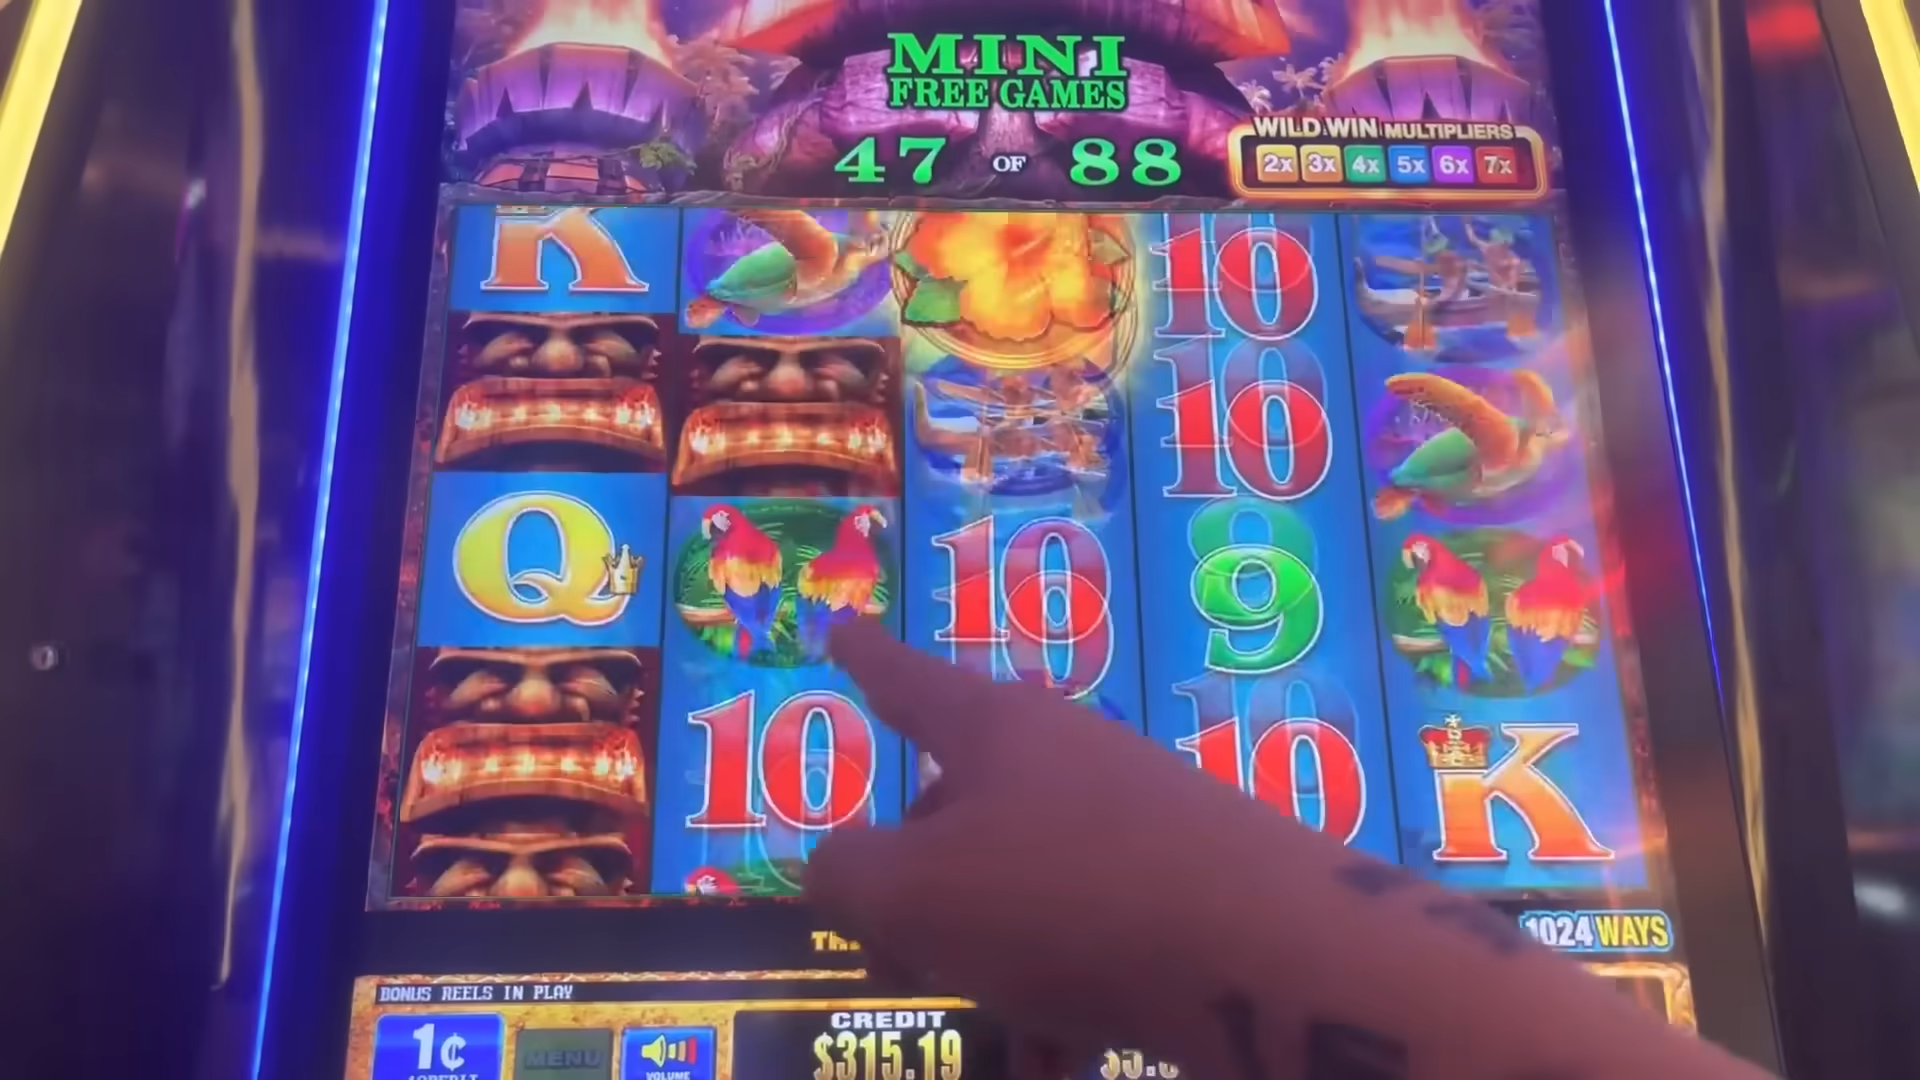 MINI
FREE GAMES
47 OF 88
WILD WIN MULTIPLIERS
2x 3x 4x 5x 6x 7x
K
10
10
Q
10
9
10
10
K
1024 WAYS
BONUS REELS IN PLAY
1¢
MENU
VOLUME
CREDIT
$315.19